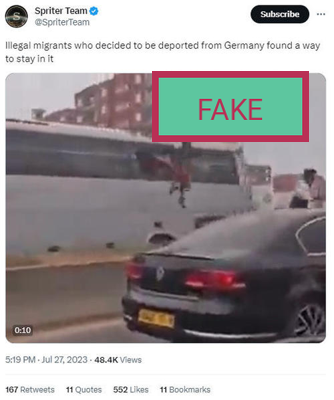 Spriter Team
@SpriterTeam
Subscribe
Illegal migrants who decided to be deported from Germany found a way
to stay in it
FAKE
0:10
5:19 PM · Jul 27, 2023 · 48.4K Views
167 Retweets 11 Quotes 552 Likes 11 Bookmarks